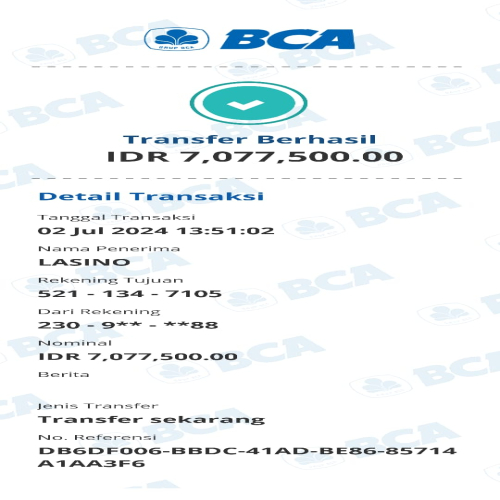 GRUP BCA
BCA
Transfer Berhasil
IDR 7,077,500.00
Detail Transaksi
Tanggal Transaksi
02 Jul 2024 13:51:02
Nama Penerima
LASINO
Rekening Tujuan
521 - 134 - 7105
Dari Rekening
230 - 9** - **88
Nominal
IDR 7,077,500.00
Berita
Jenis Transfer
Transfer sekarang
No. Referensi
DB6DF006-BBDC-41AD-BE86-85714
A1AA3F6